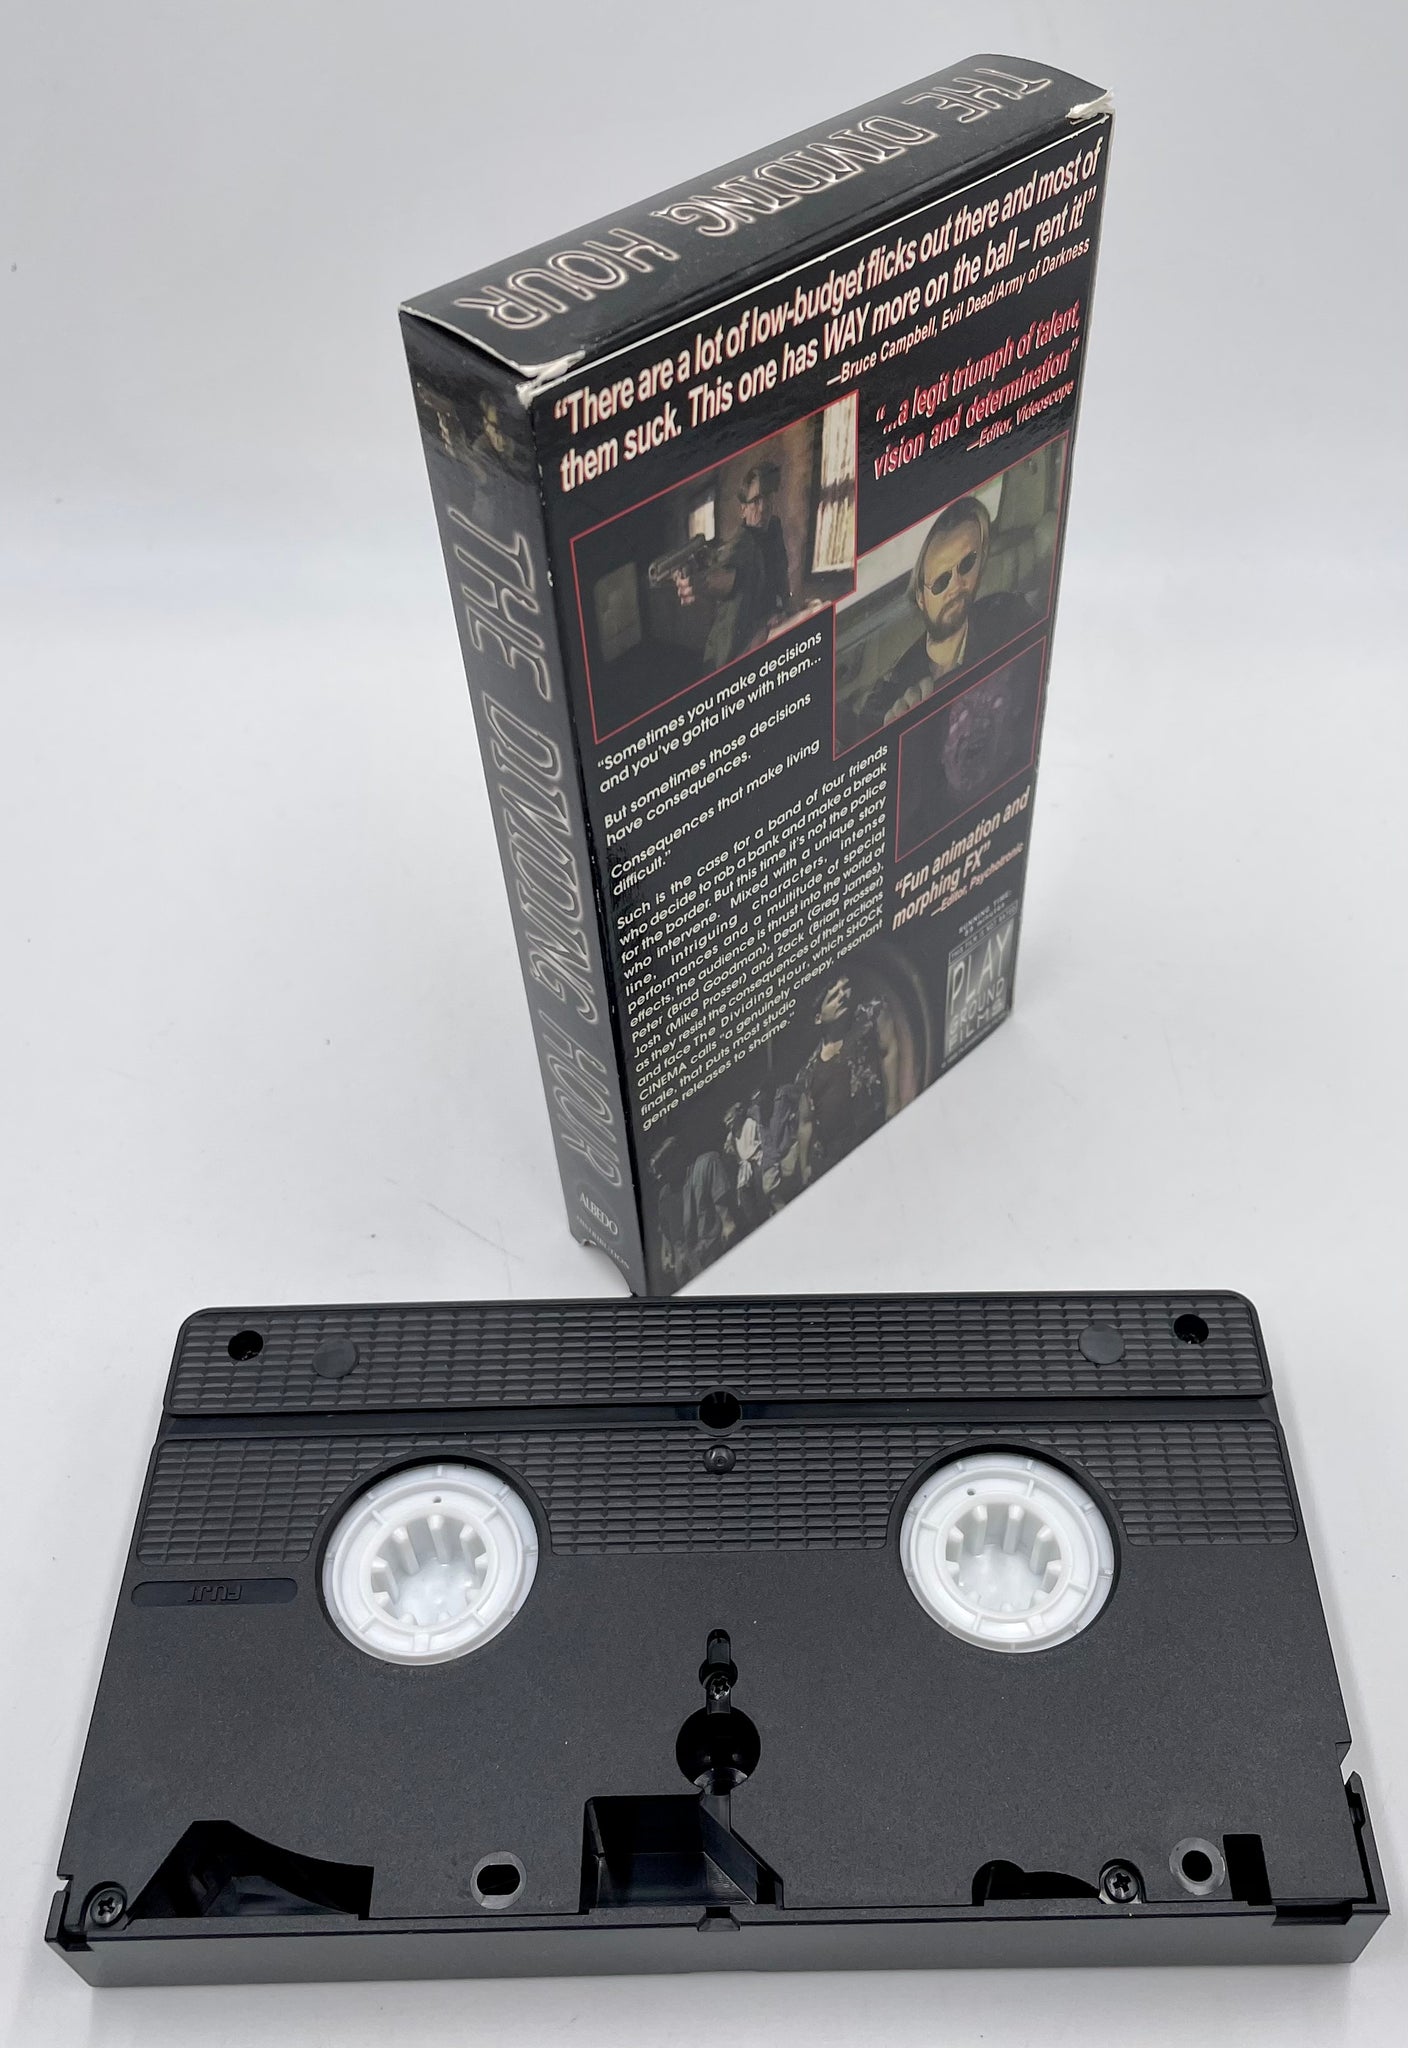 THE DIVIDING HOUR
"There are a lot of low-budget flicks out there and most of
them suck. This one has WAY more on the ball – rent it!"
—Bruce Campbell, Evil Dead/Army of Darkness
"...a legit triumph of talent,
vision and determination"
—Editor, Videoscope
"Sometimes you make decisions
and you've gotta live with them...
But sometimes those decisions
have consequences.
Consequences that make living
difficult."
Such is the case for a band of four friends
who decide to rob a bank and make a break
for the border. But this time it's not the police
who intervene. Mixed with a unique story
line, intriguing characters, intense
performances and a multitude of special
effects, the audience is thrust into the world of
Peter (Brad Goodman), Dean (Greg James),
Josh (Mike Prosser) and Zack (Brian Prosser)
as they resist the consequences of their actions
and face The Dividing Hour, which SHOCK
CINEMA calls "a genuinely creepy, resonant
finale, that puts most studio
genre releases to shame."
"Fun animation and
morphing FX"
—Editor, Psychotronic
RUNNING TIME:
THIS FILM IS NOT RATED
PLAY
GROUND
FILMS
THE DIVIDING HOUR
ALBEDO
DISTRIBUTION
FUJI